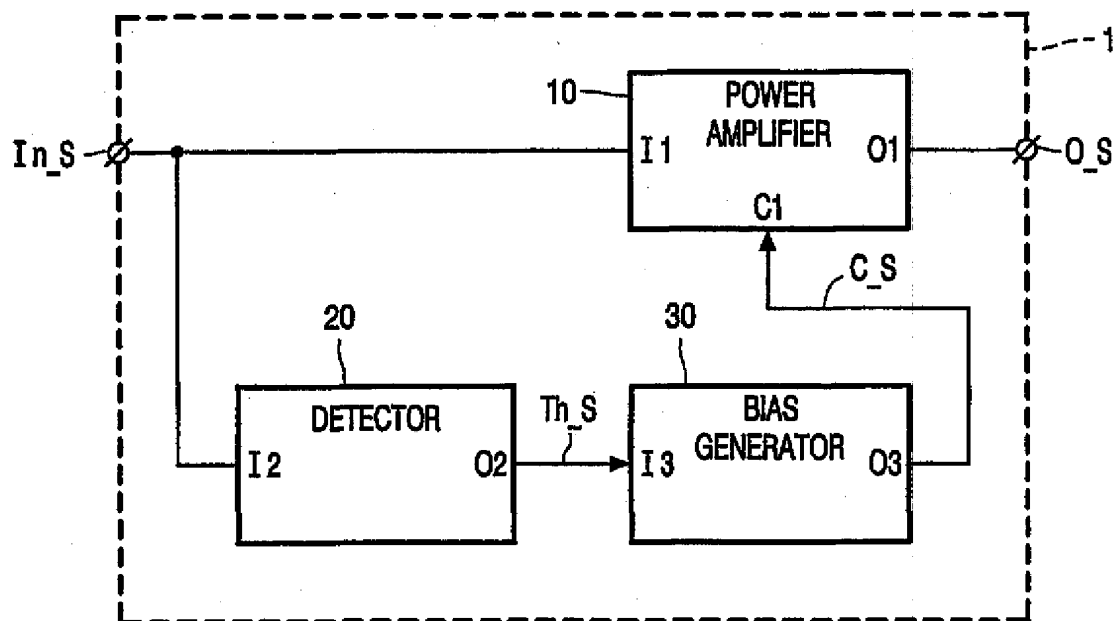 1
10
POWER
AMPLIFIER
In_S
I1
O1
O_S
C1
C_S
20
30
DETECTOR
Th_S
BIAS
GENERATOR
I2
O2
I3
O3